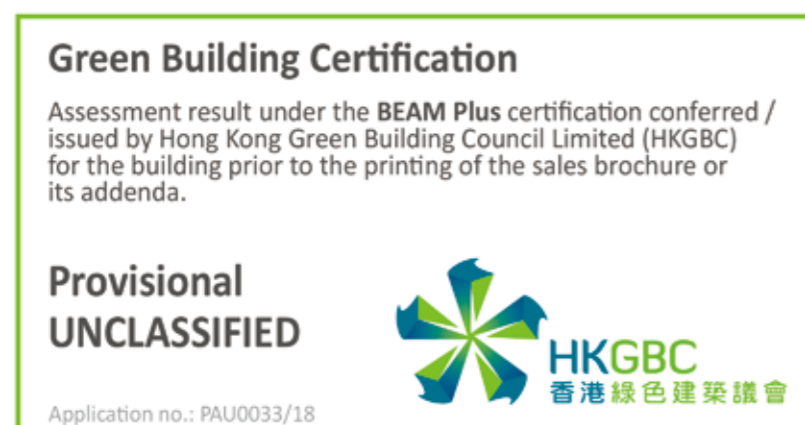 Green Building Certification
Assessment result under the BEAM Plus certification conferred /
issued by Hong Kong Green Building Council Limited (HKGBC)
for the building prior to the printing of the sales brochure or
its addenda.
Provisional
UNCLASSIFIED
HKGBC
香港綠色建築議會
Application no.: PAU0033/18